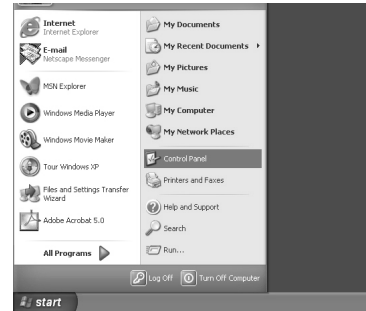 Internet
Internet Explorer
E-mail
Netscape Messenger
MSN Explorer
Windows Media Player
Windows Movie Maker
Tour Windows XP
Files and Settings Transfer
Wizard
Adobe Acrobat 5.0
All Programs
My Documents
My Recent Documents
My Pictures
My Music
My Computer
My Network Places
Control Panel
Printers and Faxes
Help and Support
Search
Run...
Log Off
Turn Off Computer
start